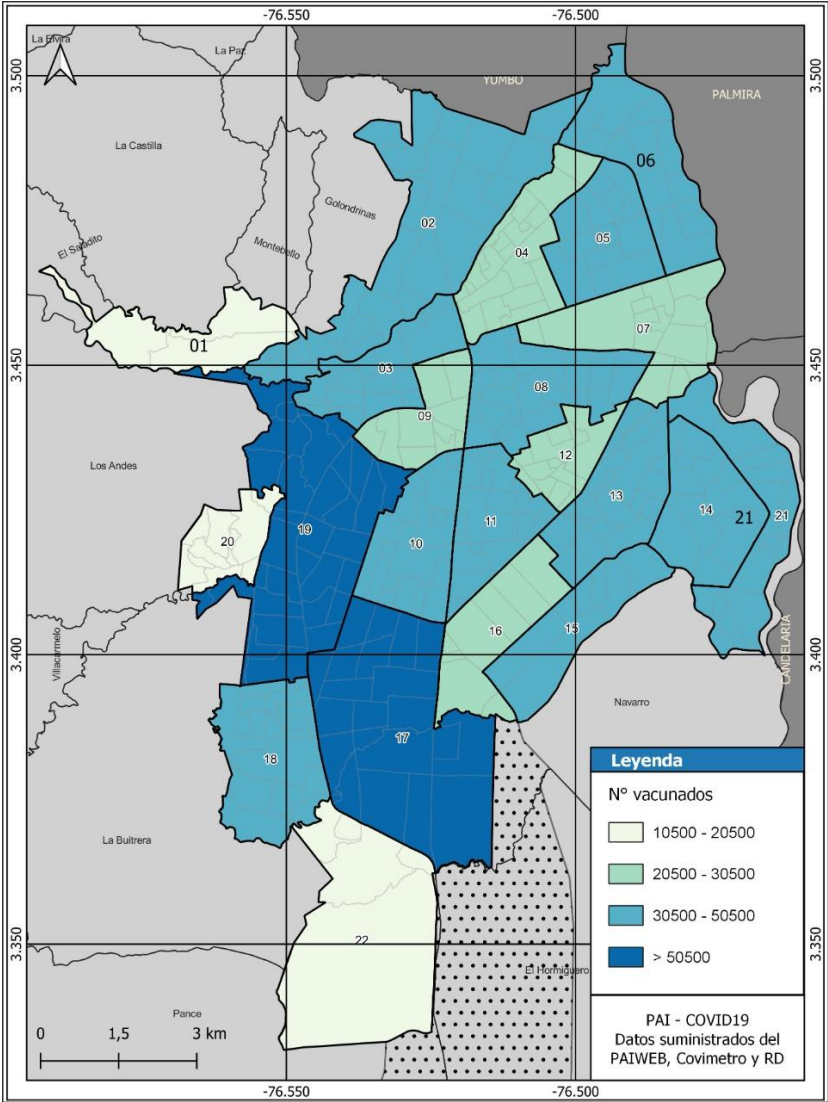 -76.550
-76.500
La Elvira
La Paz
3.500
3.500
YUMBO
PALMIRA
La Castilla
06
Golondrinas
02
05
El Saladito
Montebello
04
01
07
3.450
3.450
03
08
09
Los Andes
12
13
14
21
21
19
11
20
10
16
15
Villacarmelo
CANDELARIA
3.400
3.400
Navarro
17
18
La Buitrera
22
3.350
3.350
El Hormiguero
Pance
0 1,5 3 km
-76.550
-76.500
Leyenda
N° vacunados
10500 - 20500
20500 - 30500
30500 - 50500
> 50500
PAI - COVID19
Datos suministrados del
PAIWEB, Covimetro y RD